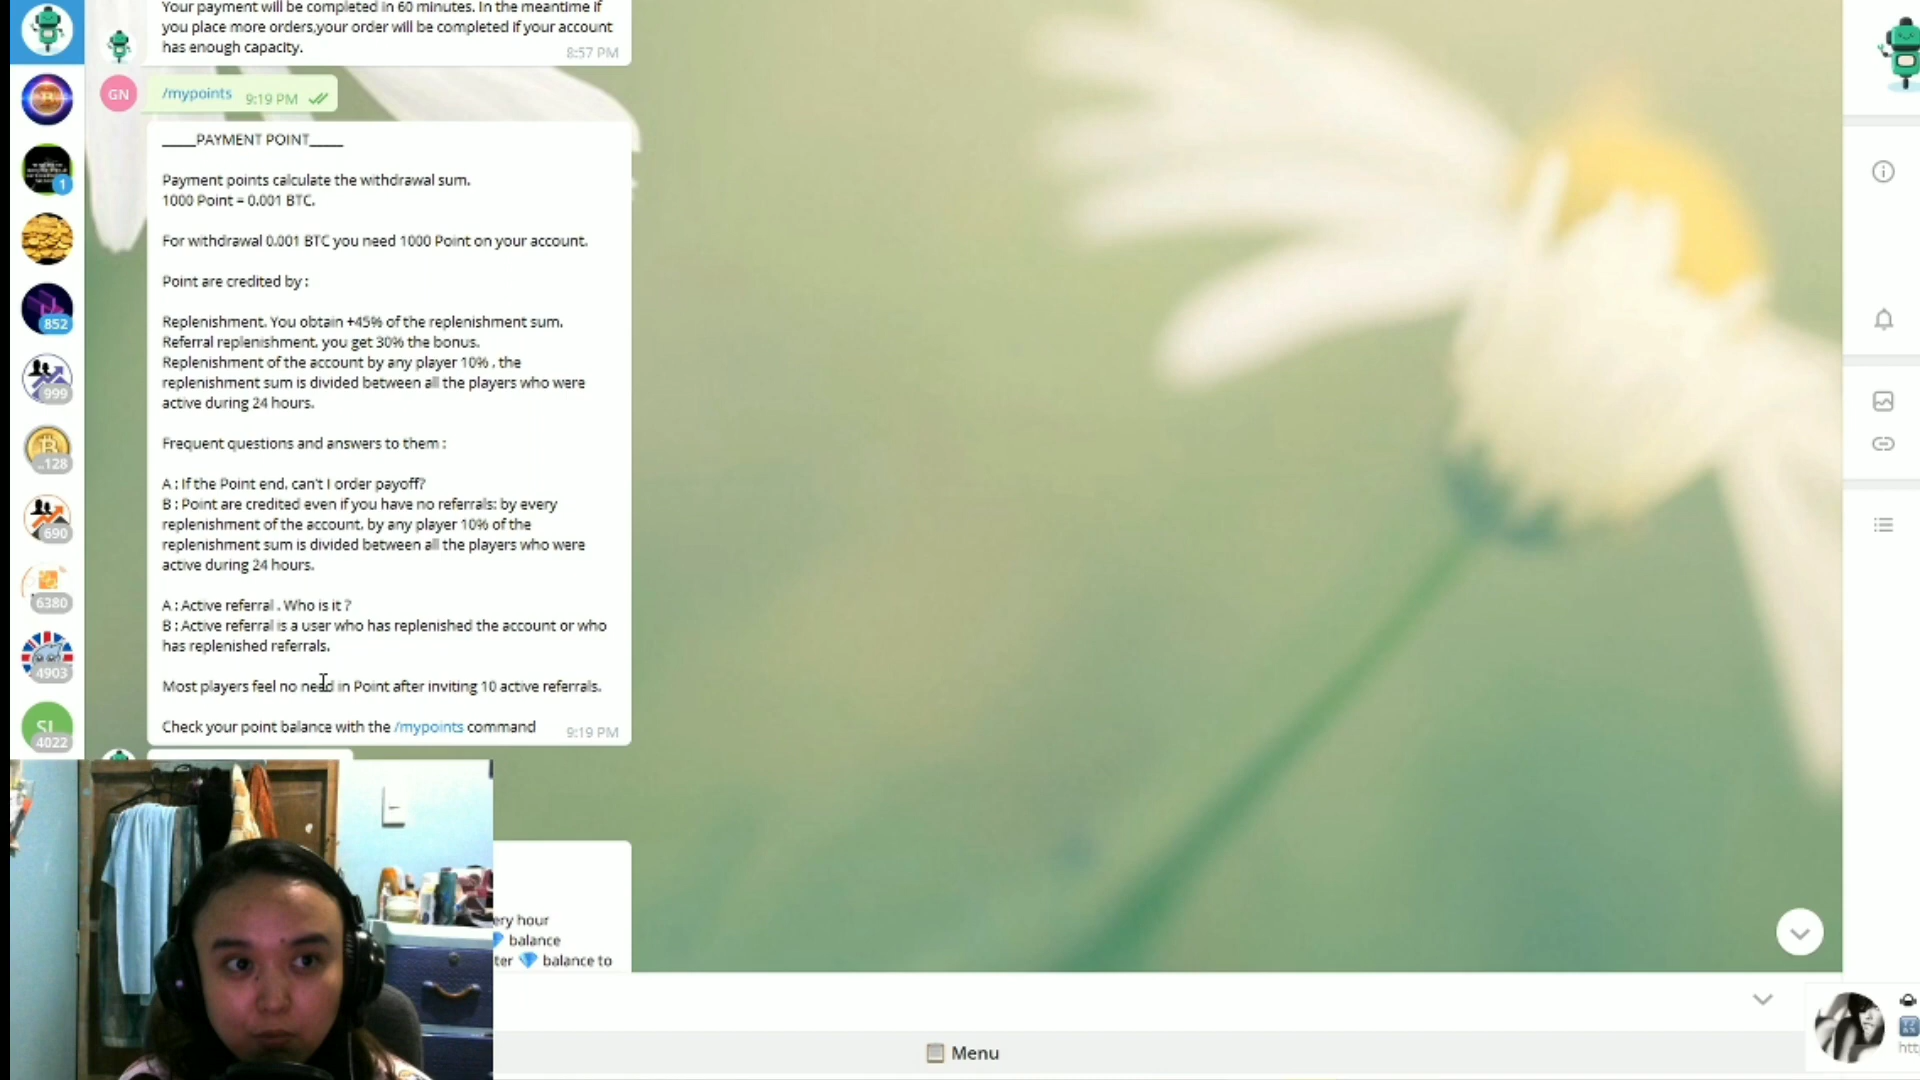 Your payment will be completed in 60 minutes. In the meantime if
you place more orders,your order will be completed if your account
has enough capacity.
8:57 PM
GN
/mypoints
9:19 PM
_____PAYMENT POINT_____
Payment points calculate the withdrawal sum.
1000 Point = 0.001 BTC.
For withdrawal 0.001 BTC you need 1000 Point on your account.
Point are credited by :
Replenishment. You obtain +45% of the replenishment sum.
Referral replenishment. you get 30% the bonus.
Replenishment of the account by any player 10% , the
replenishment sum is divided between all the players who were
active during 24 hours.
Frequent questions and answers to them :
A : If the Point end, can't I order payoff?
B : Point are credited even if you have no referrals: by every
replenishment of the account, by any player 10% of the
replenishment sum is divided between all the players who were
active during 24 hours.
A : Active referral . Who is it ?
B : Active referral is a user who has replenished the account or who
has replenished referrals.
Most players feel no need in Point after inviting 10 active referrals.
Check your point balance with the /mypoints command
9:19 PM
1
852
999
..128
690
6380
4903
SL
4022
ery hour
balance
ter 💎 balance to
Menu
htt